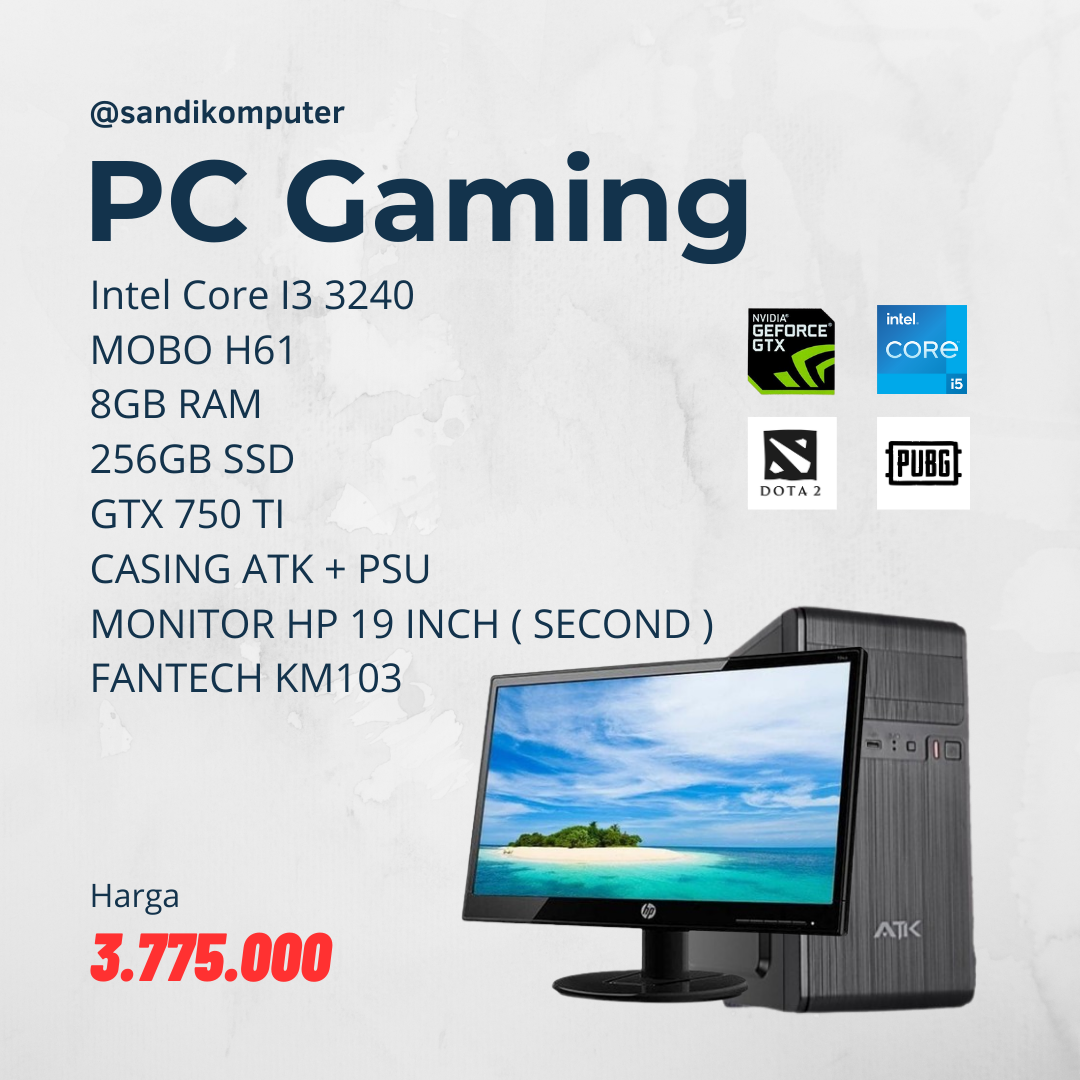 @sandikomputer
PC Gaming
Intel Core I3 3240
MOBO H61
8GB RAM
256GB SSD
GTX 750 TI
CASING ATK + PSU
MONITOR HP 19 INCH ( SECOND )
FANTECH KM103
NVIDIA®
GEFORCE®
GTX
intel.
CORE
i5
DOTA 2
PUBG
hp
ATK
Harga
3.775.000